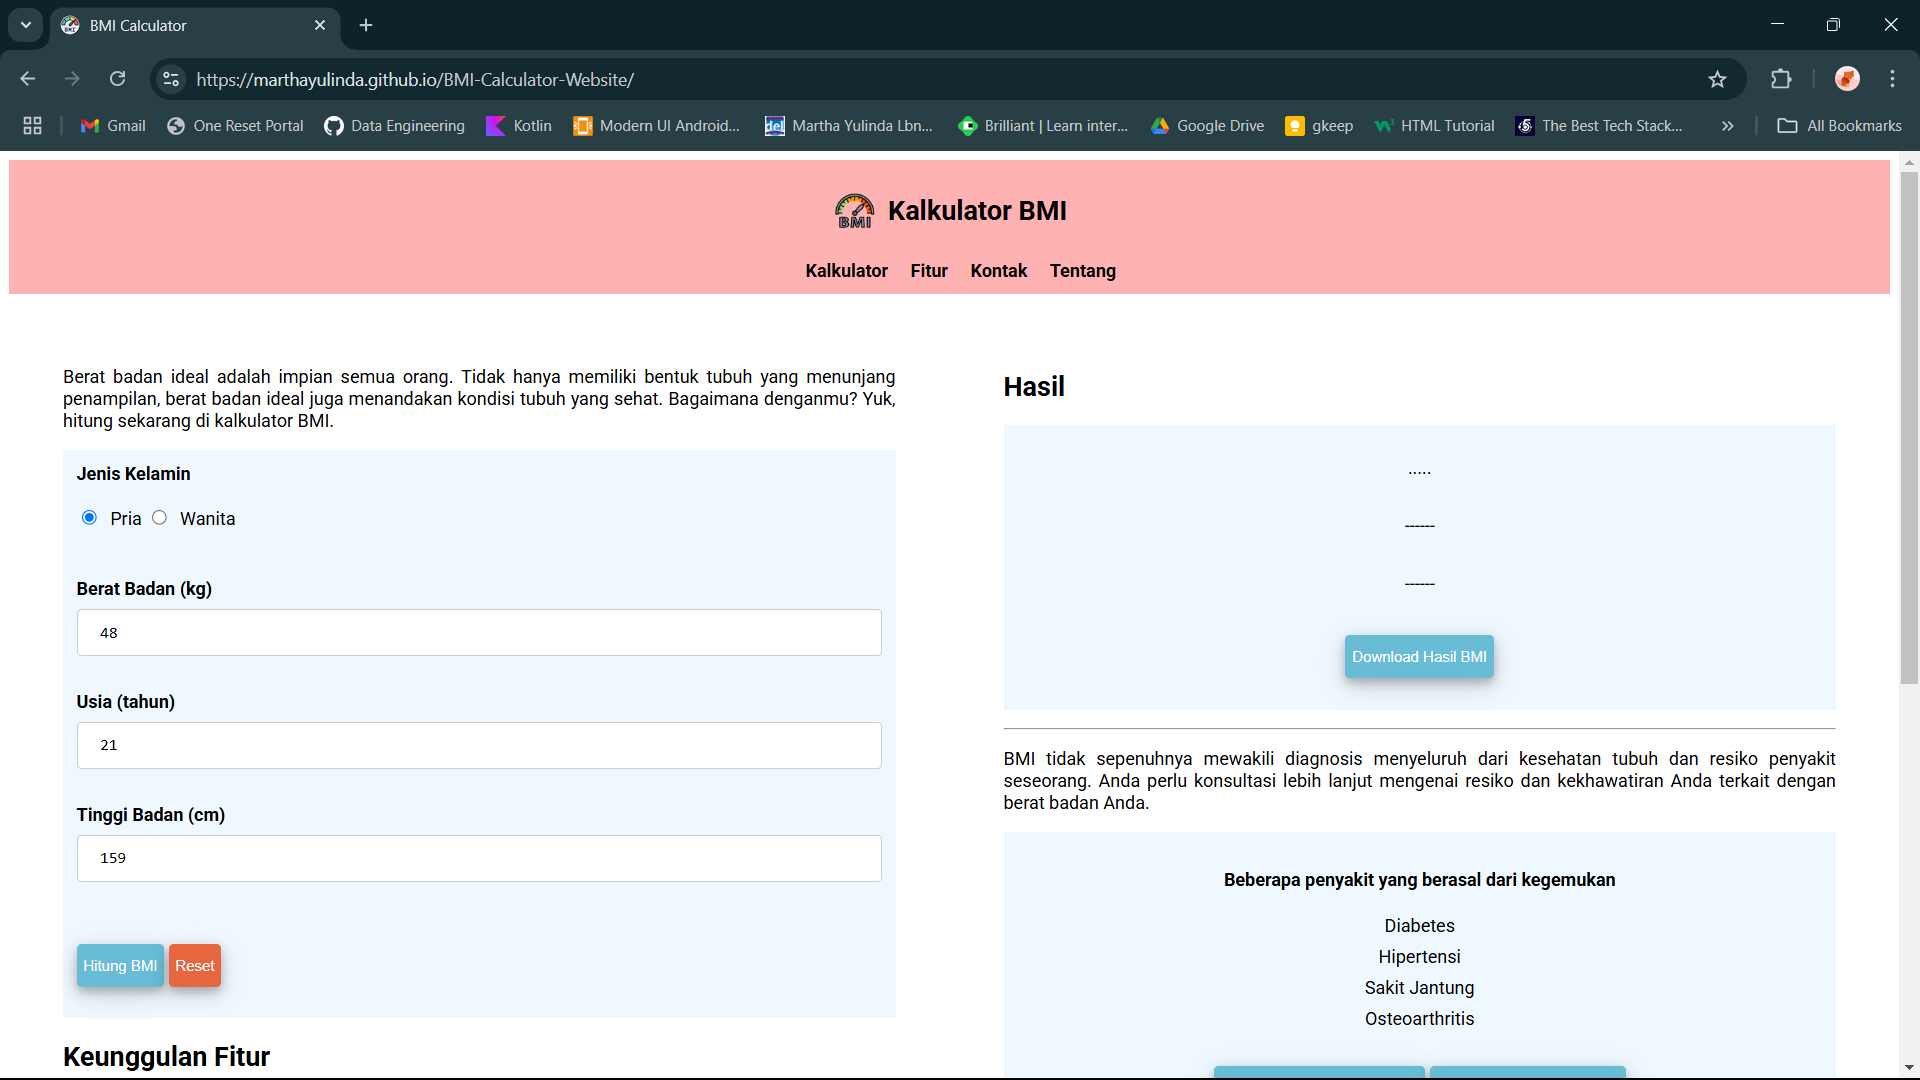 BMI Calculator
https://marthayulinda.github.io/BMI-Calculator-Website/
Gmail
One Reset Portal
Data Engineering
Kotlin
Modern UI Android...
del
Martha Yulinda Lbn...
Brilliant | Learn inter...
Google Drive
gkeep
HTML Tutorial
The Best Tech Stack...
All Bookmarks
BMI
Kalkulator BMI
Kalkulator Fitur Kontak Tentang
Berat badan ideal adalah impian semua orang. Tidak hanya memiliki bentuk tubuh yang menunjang
penampilan, berat badan ideal juga menandakan kondisi tubuh yang sehat. Bagaimana denganmu? Yuk,
hitung sekarang di kalkulator BMI.
Jenis Kelamin
Pria Wanita
Berat Badan (kg)
48
Usia (tahun)
21
Tinggi Badan (cm)
159
Hitung BMI
Reset
Keunggulan Fitur
Hasil
.....
------
------
Download Hasil BMI
BMI tidak sepenuhnya mewakili diagnosis menyeluruh dari kesehatan tubuh dan resiko penyakit
seseorang. Anda perlu konsultasi lebih lanjut mengenai resiko dan kekhawatiran Anda terkait dengan
berat badan Anda.
Beberapa penyakit yang berasal dari kegemukan
Diabetes
Hipertensi
Sakit Jantung
Osteoarthritis